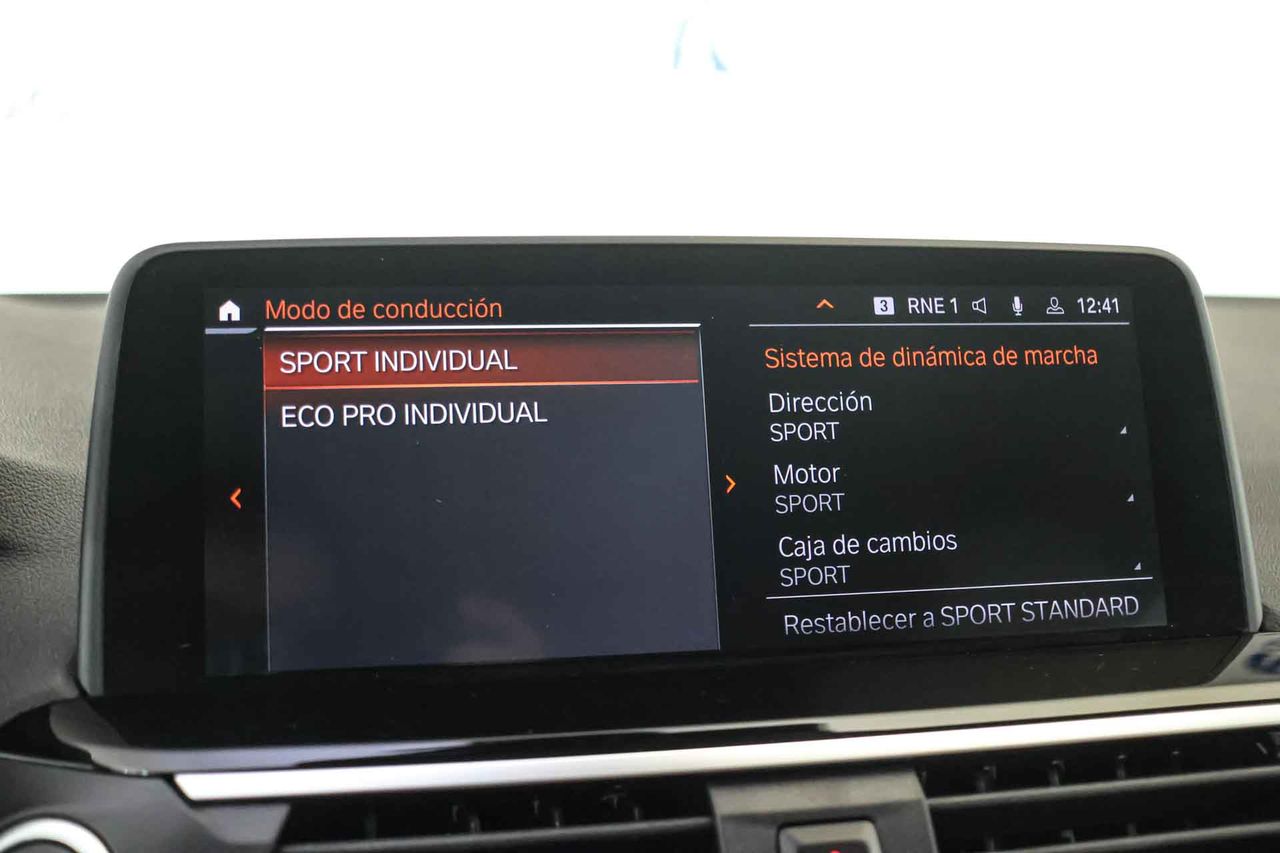 Modo de conducción
3 RNE 1 12:41
SPORT INDIVIDUAL
ECO PRO INDIVIDUAL
Sistema de dinámica de marcha
Dirección
SPORT
Motor
SPORT
Caja de cambios
SPORT
Restablecer a SPORT STANDARD